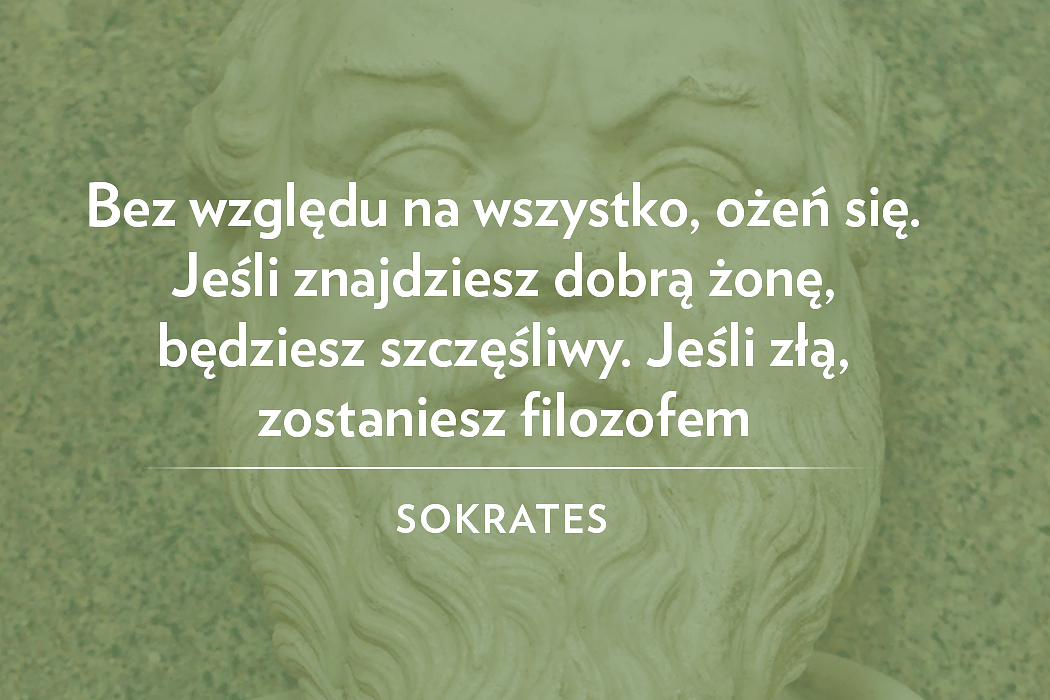 Bez względu na wszystko, ożeń się.
Jeśli znajdziesz dobrą żonę,
będziesz szczęśliwy. Jeśli złą,
zostaniesz filozofem
SOKRATES